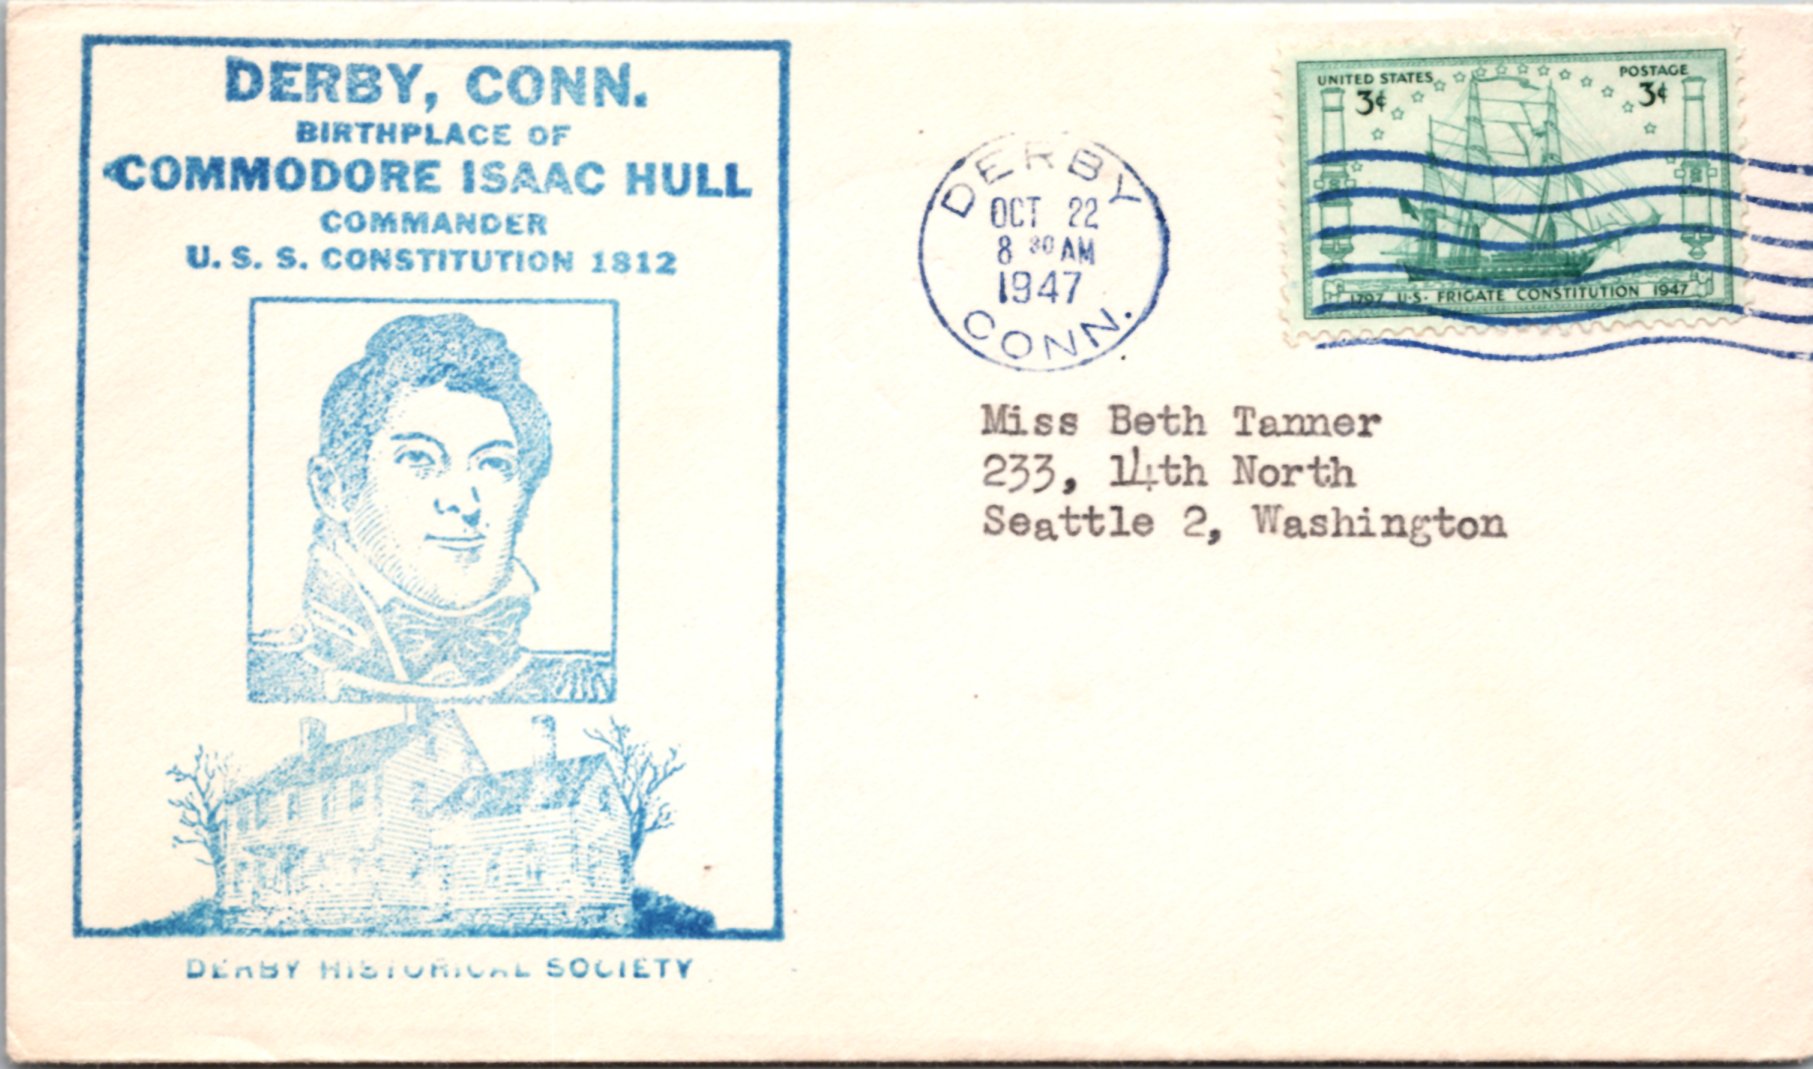 DERBY, CONN.
BIRTHPLACE OF
COMMODORE ISAAC HULL
COMMANDER
U. S. S. CONSTITUTION 1812
DERBY HISTORICAL SOCIETY
DERBY
OCT 22
8 30 AM
1947
CONN.
UNITED STATES POSTAGE
3¢ 3¢
1797 U·S· FRIGATE CONSTITUTION 1947
Miss Beth Tanner
233, 14th North
Seattle 2, Washington